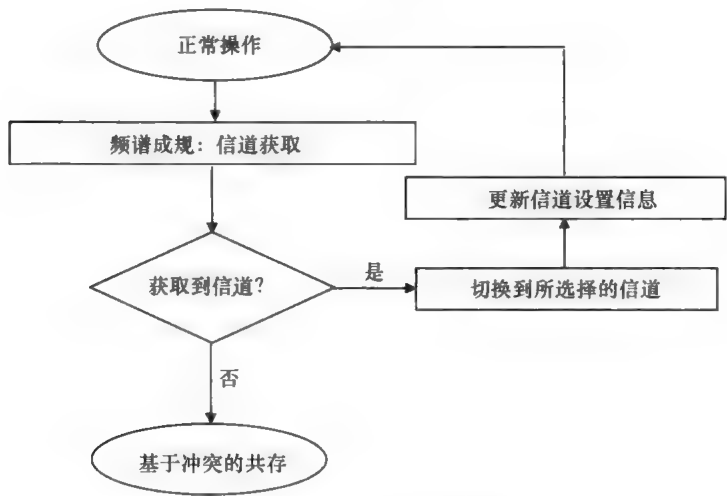 正常操作
频谱成规：信道获取
更新信道设置信息
获取到信道？
是
切换到所选择的信道
否
基于冲突的共存